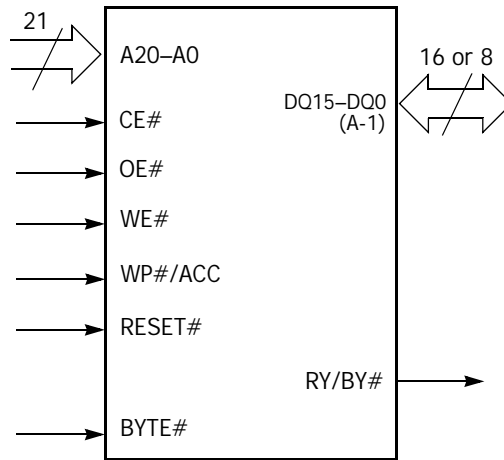 21
16 or 8
A20–A0
DQ15–DQ0
(A-1)
CE#
OE#
WE#
WP#/ACC
RESET#
RY/BY#
BYTE#